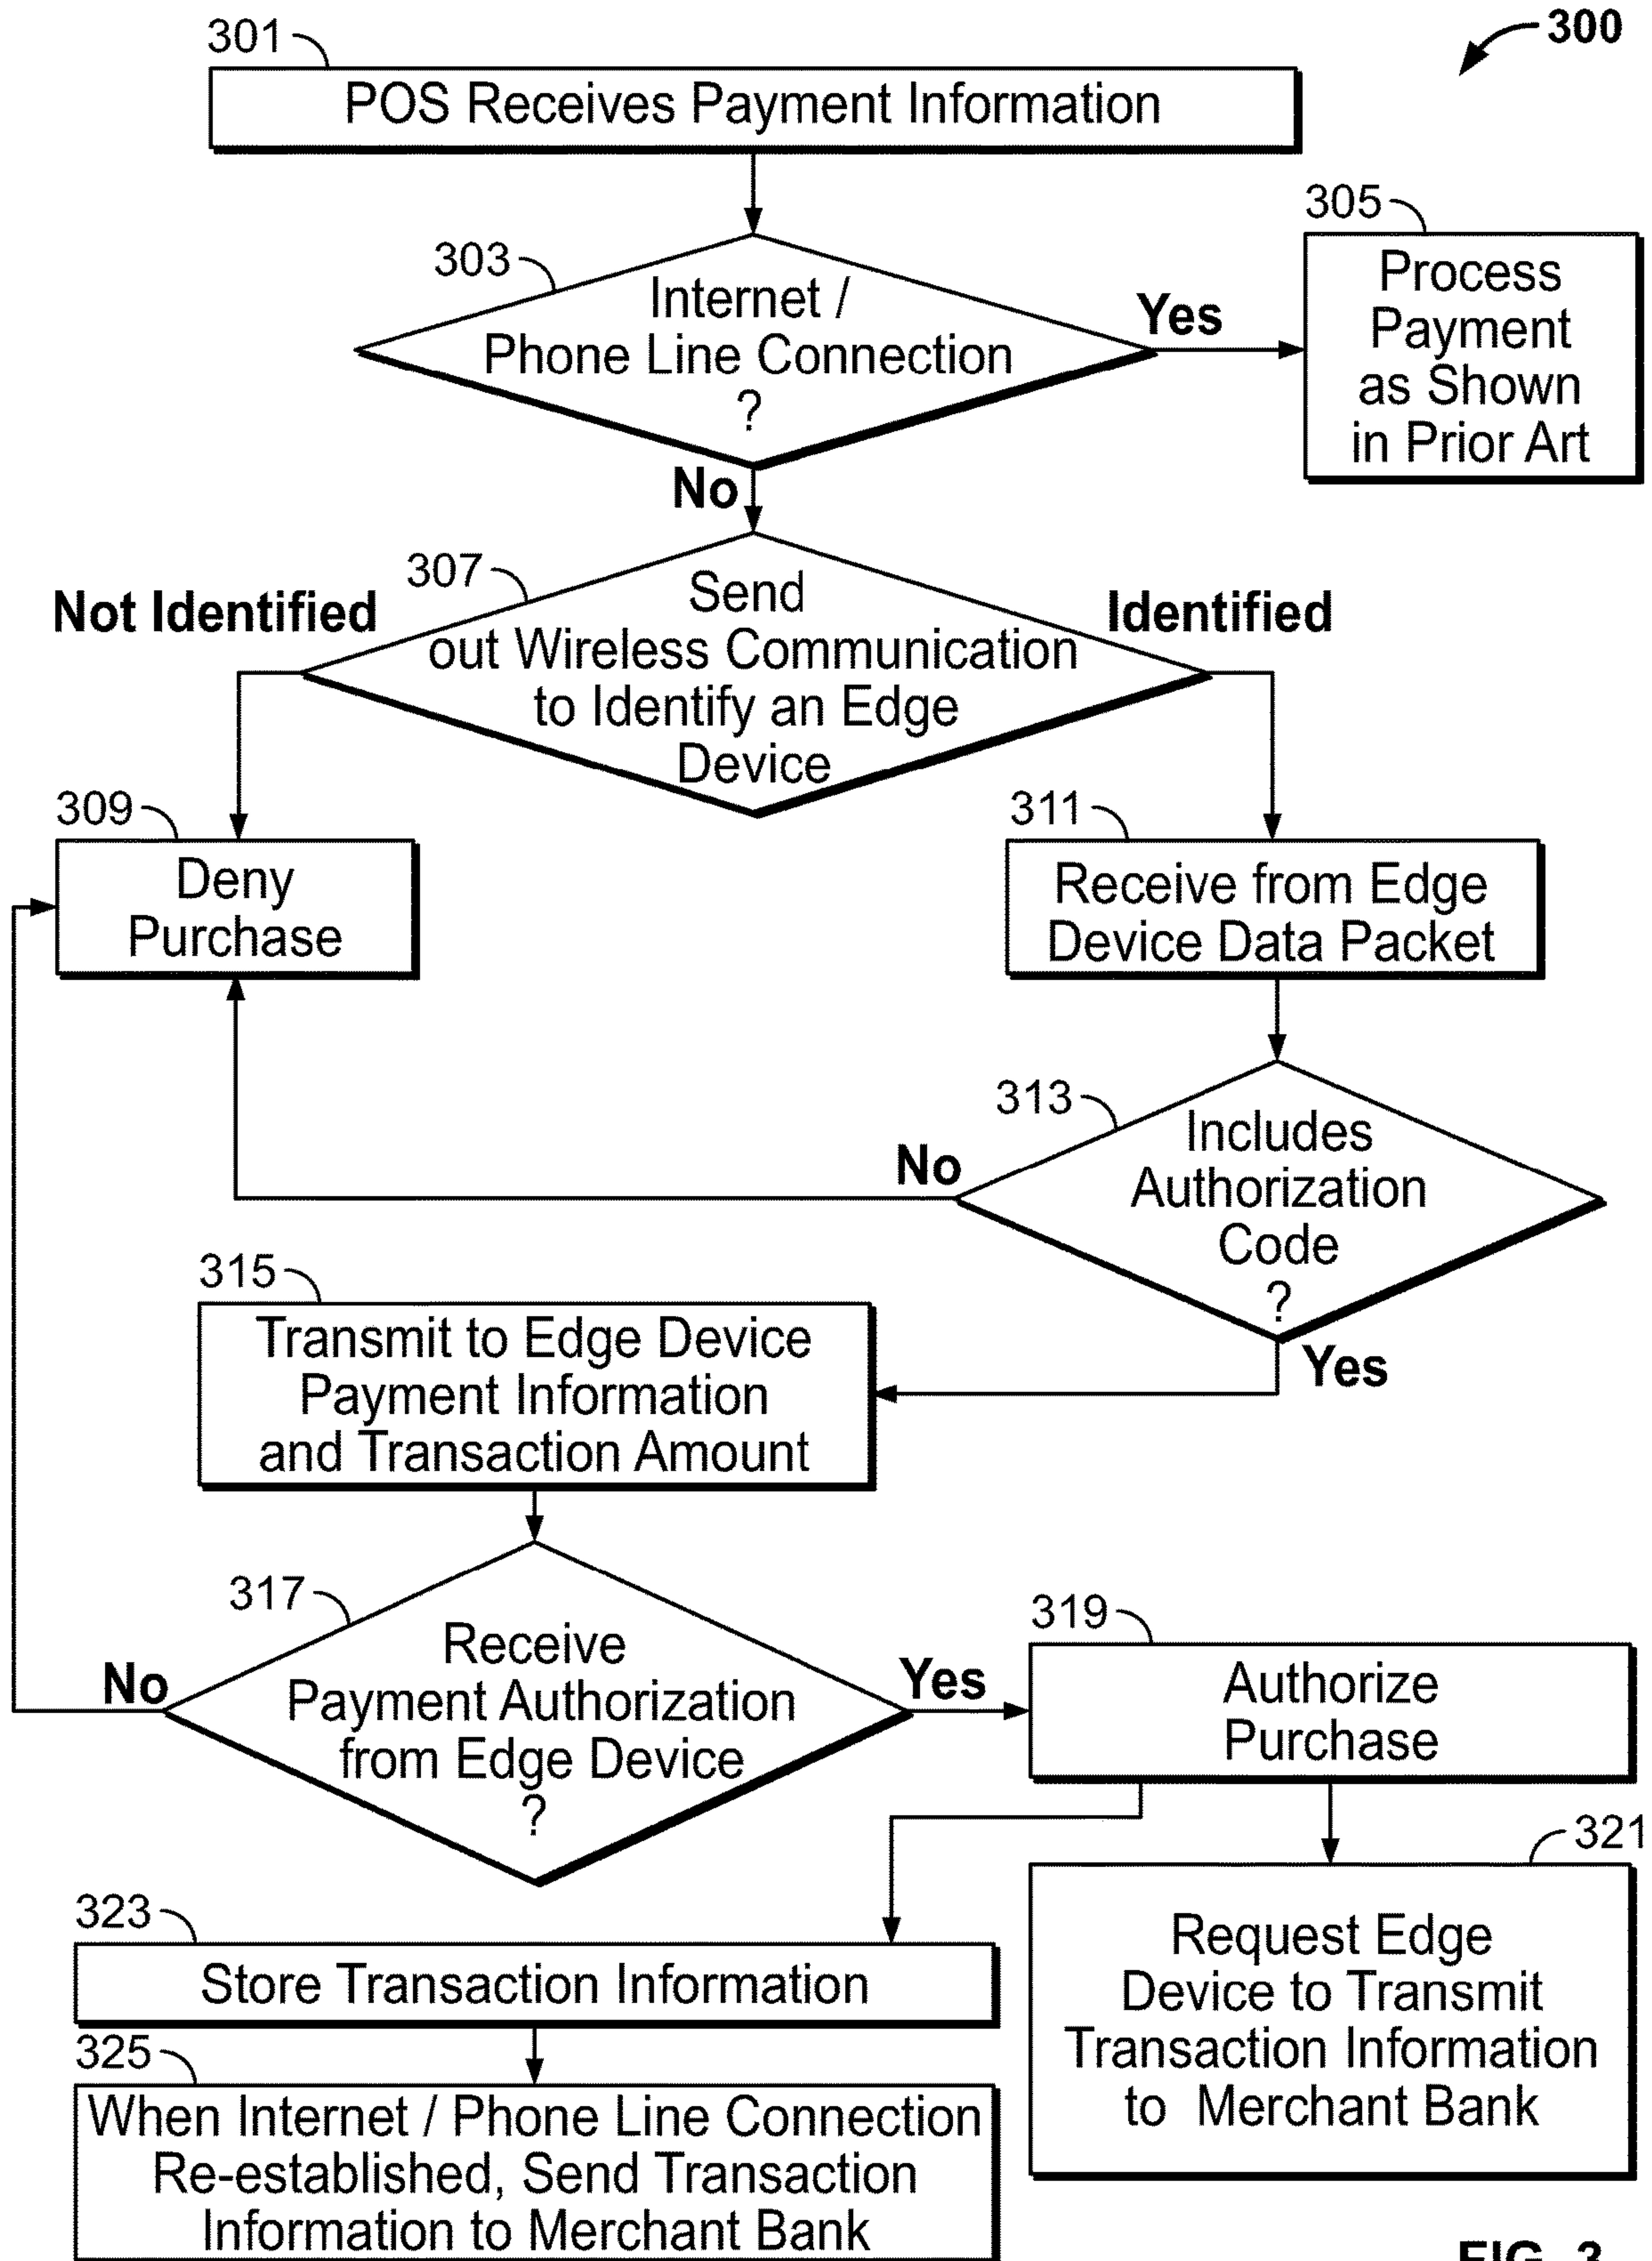 300
301
POS Receives Payment Information
303
Internet /
Phone Line Connection
?
Yes
305
Process
Payment
as Shown
in Prior Art
No
307
Send
out Wireless Communication
to Identify an Edge
Device
Not Identified
Identified
309
Deny
Purchase
311
Receive from Edge
Device Data Packet
313
Includes
Authorization
Code
?
No
Yes
315
Transmit to Edge Device
Payment Information
and Transaction Amount
317
Receive
Payment Authorization
from Edge Device
?
No
Yes
319
Authorize
Purchase
321
Request Edge
Device to Transmit
Transaction Information
to Merchant Bank
323
Store Transaction Information
325
When Internet / Phone Line Connection
Re-established, Send Transaction
Information to Merchant Bank
FIG. 3